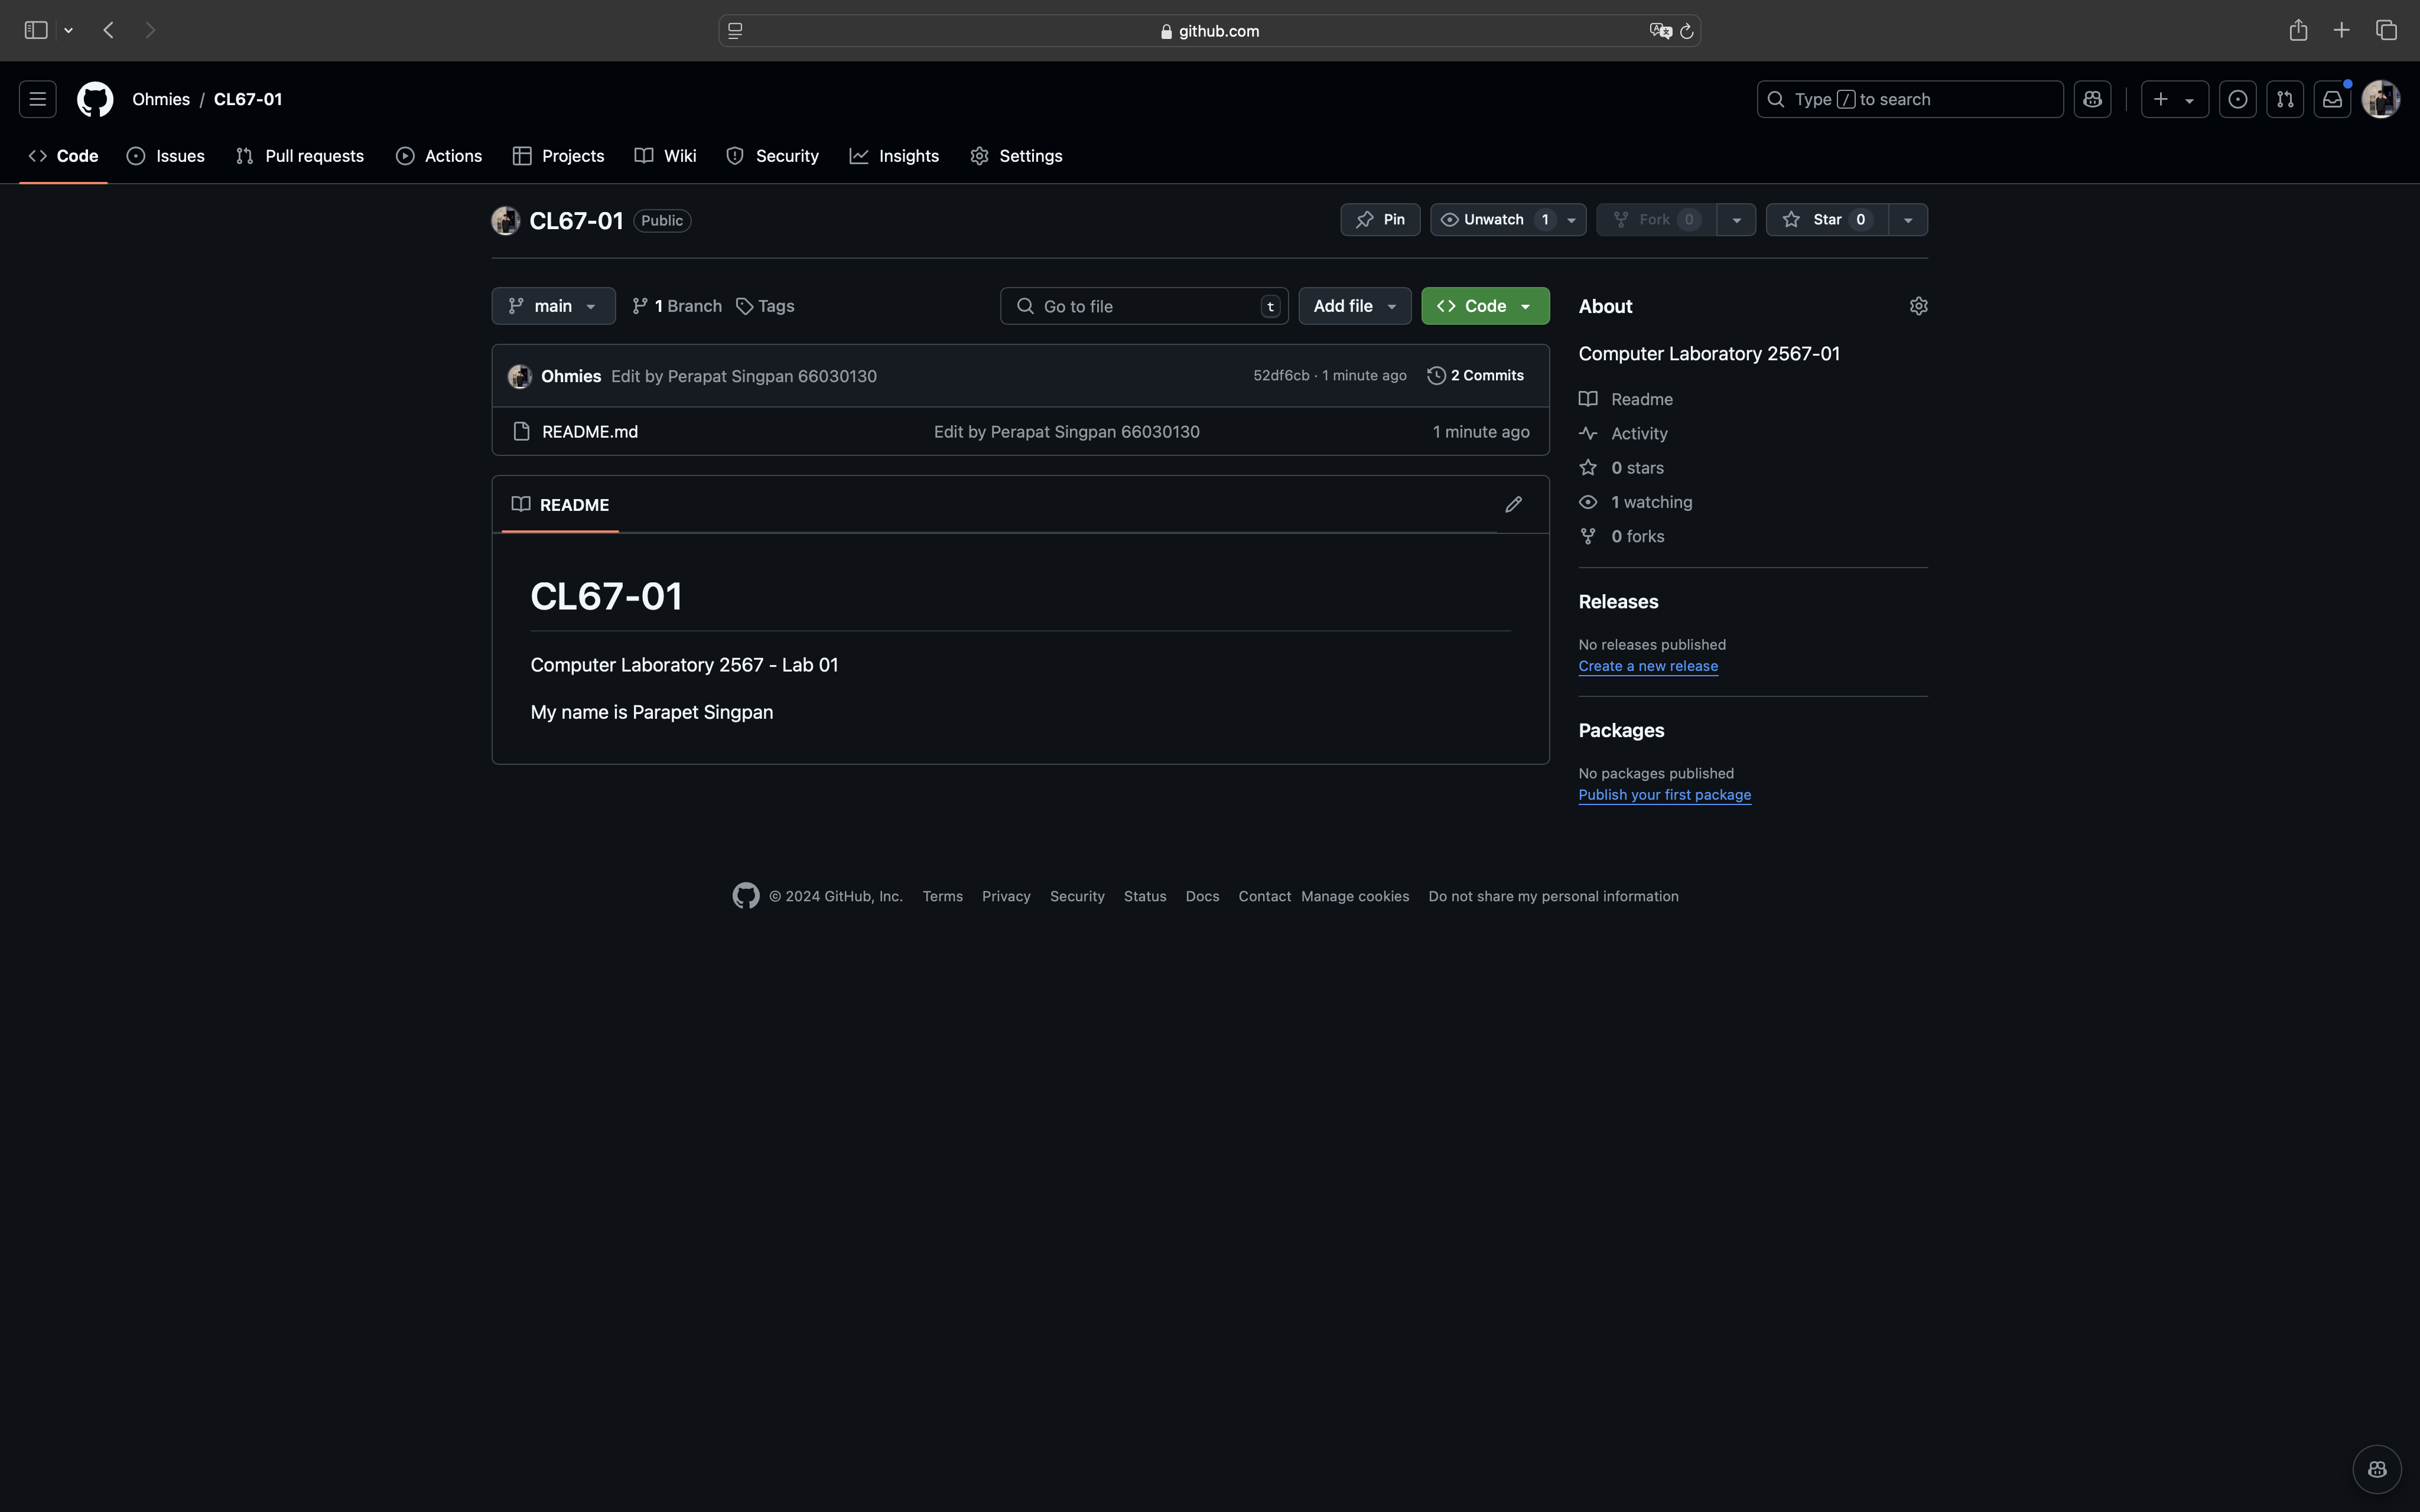 github.com
Ohmies / CL67-01
Type / to search
Code Issues Pull requests Actions Projects Wiki Security Insights Settings
CL67-01 Public
Pin Unwatch 1 Fork 0 Star 0
main 1 Branch Tags Go to file t Add file Code
Ohmies Edit by Perapat Singpan 66030130 52df6cb · 1 minute ago 2 Commits
README.md Edit by Perapat Singpan 66030130 1 minute ago
README
CL67-01
Computer Laboratory 2567 - Lab 01
My name is Parapet Singpan
About
Computer Laboratory 2567-01
Readme
Activity
0 stars
1 watching
0 forks
Releases
No releases published
Create a new release
Packages
No packages published
Publish your first package
© 2024 GitHub, Inc. Terms Privacy Security Status Docs Contact Manage cookies Do not share my personal information